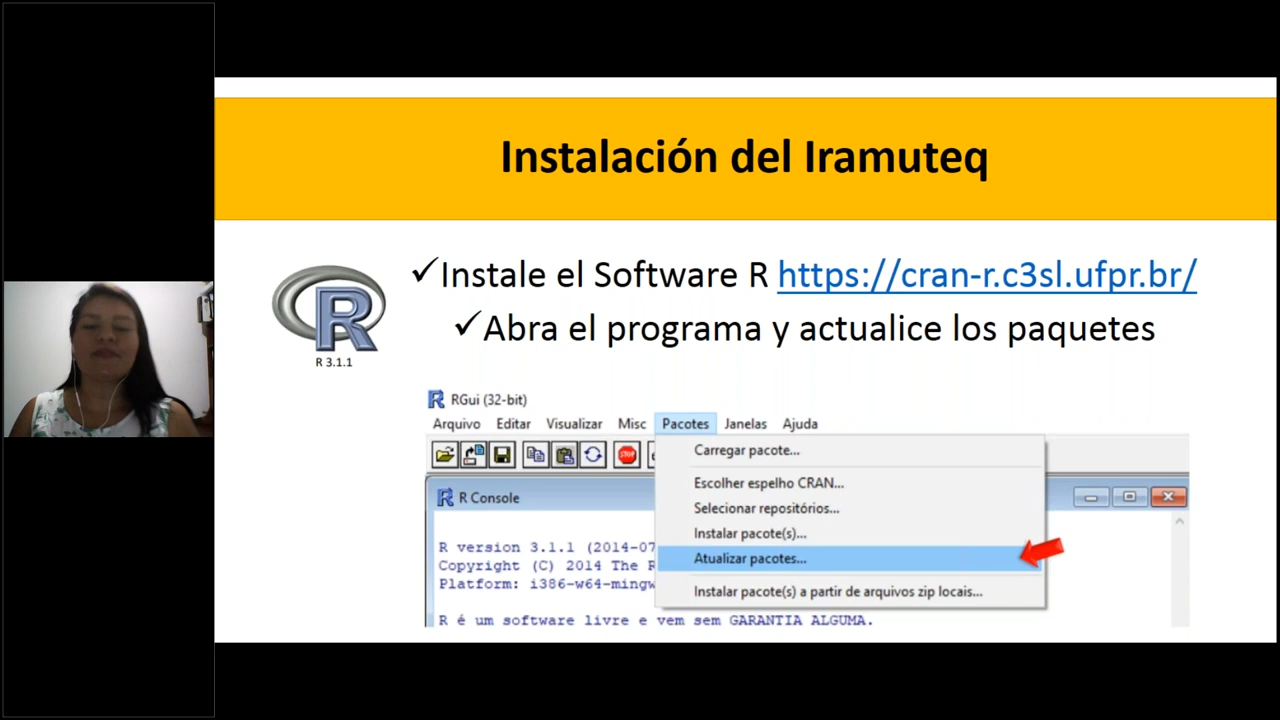 Instalación del Iramuteq
✓Instale el Software R https://cran-r.c3sl.ufpr.br/
✓Abra el programa y actualice los paquetes
R
R 3.1.1
RGui (32-bit)
Arquivo Editar Visualizar Misc Pacotes Janelas Ajuda
STOP
Carregar pacote...
Escolher espelho CRAN...
Selecionar repositórios...
Instalar pacote(s)...
Atualizar pacotes...
Instalar pacote(s) a partir de arquivos zip locais...
R Console
R version 3.1.1 (2014-07
Copyright (C) 2014 The R
Platform: i386-w64-mingw
R é um software livre e vem sem GARANTIA ALGUMA.